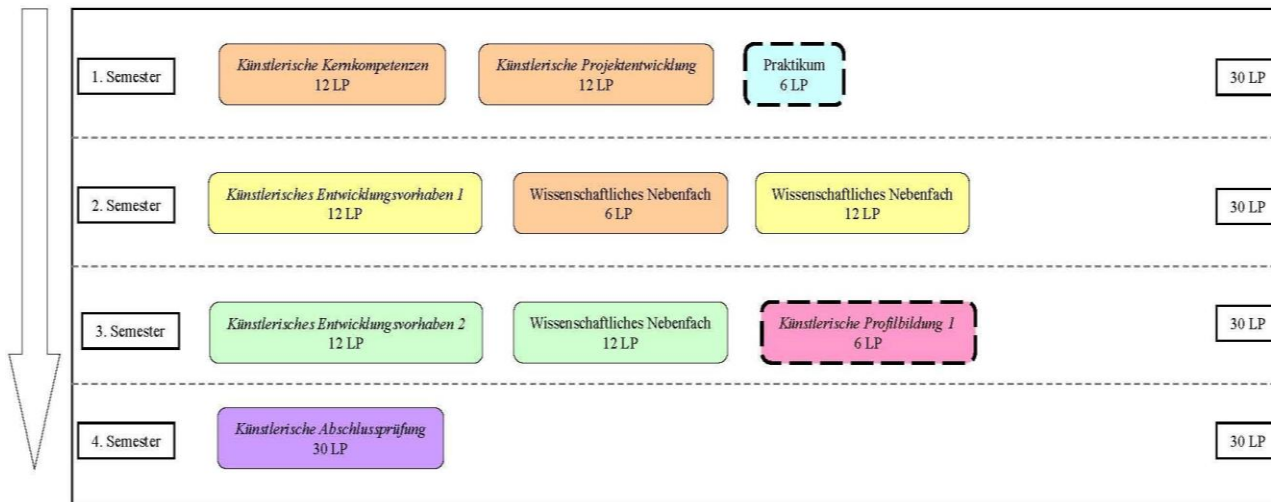 1. Semester
Künstlerische Kernkompetenzen
12 LP
Künstlerische Projektentwicklung
12 LP
Praktikum
6 LP
30 LP
2. Semester
Künstlerisches Entwicklungsvorhaben 1
12 LP
Wissenschaftliches Nebenfach
6 LP
Wissenschaftliches Nebenfach
12 LP
30 LP
3. Semester
Künstlerisches Entwicklungsvorhaben 2
12 LP
Wissenschaftliches Nebenfach
12 LP
Künstlerische Profilbildung 1
6 LP
30 LP
4. Semester
Künstlerische Abschlussprüfung
30 LP
30 LP